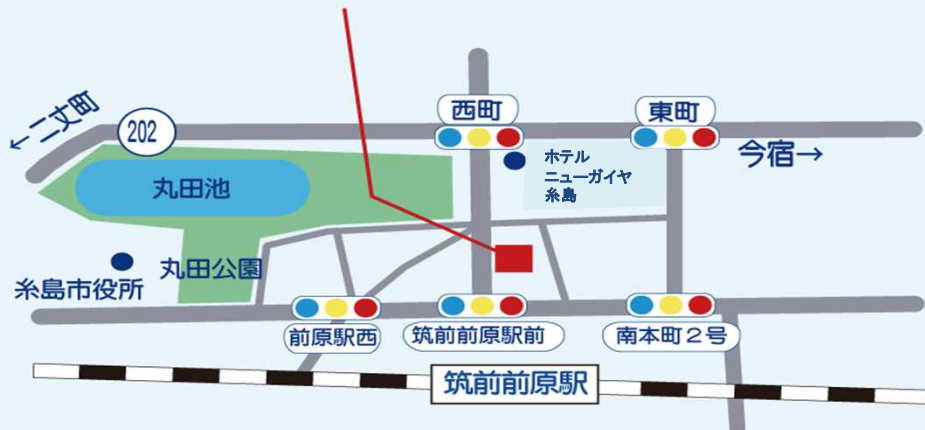 西町
東町
←二丈町
202
今宿→
ホテル
ニューガイヤ
糸島
丸田池
丸田公園
糸島市役所
前原駅西
筑前前原駅前
南本町2号
筑前前原駅